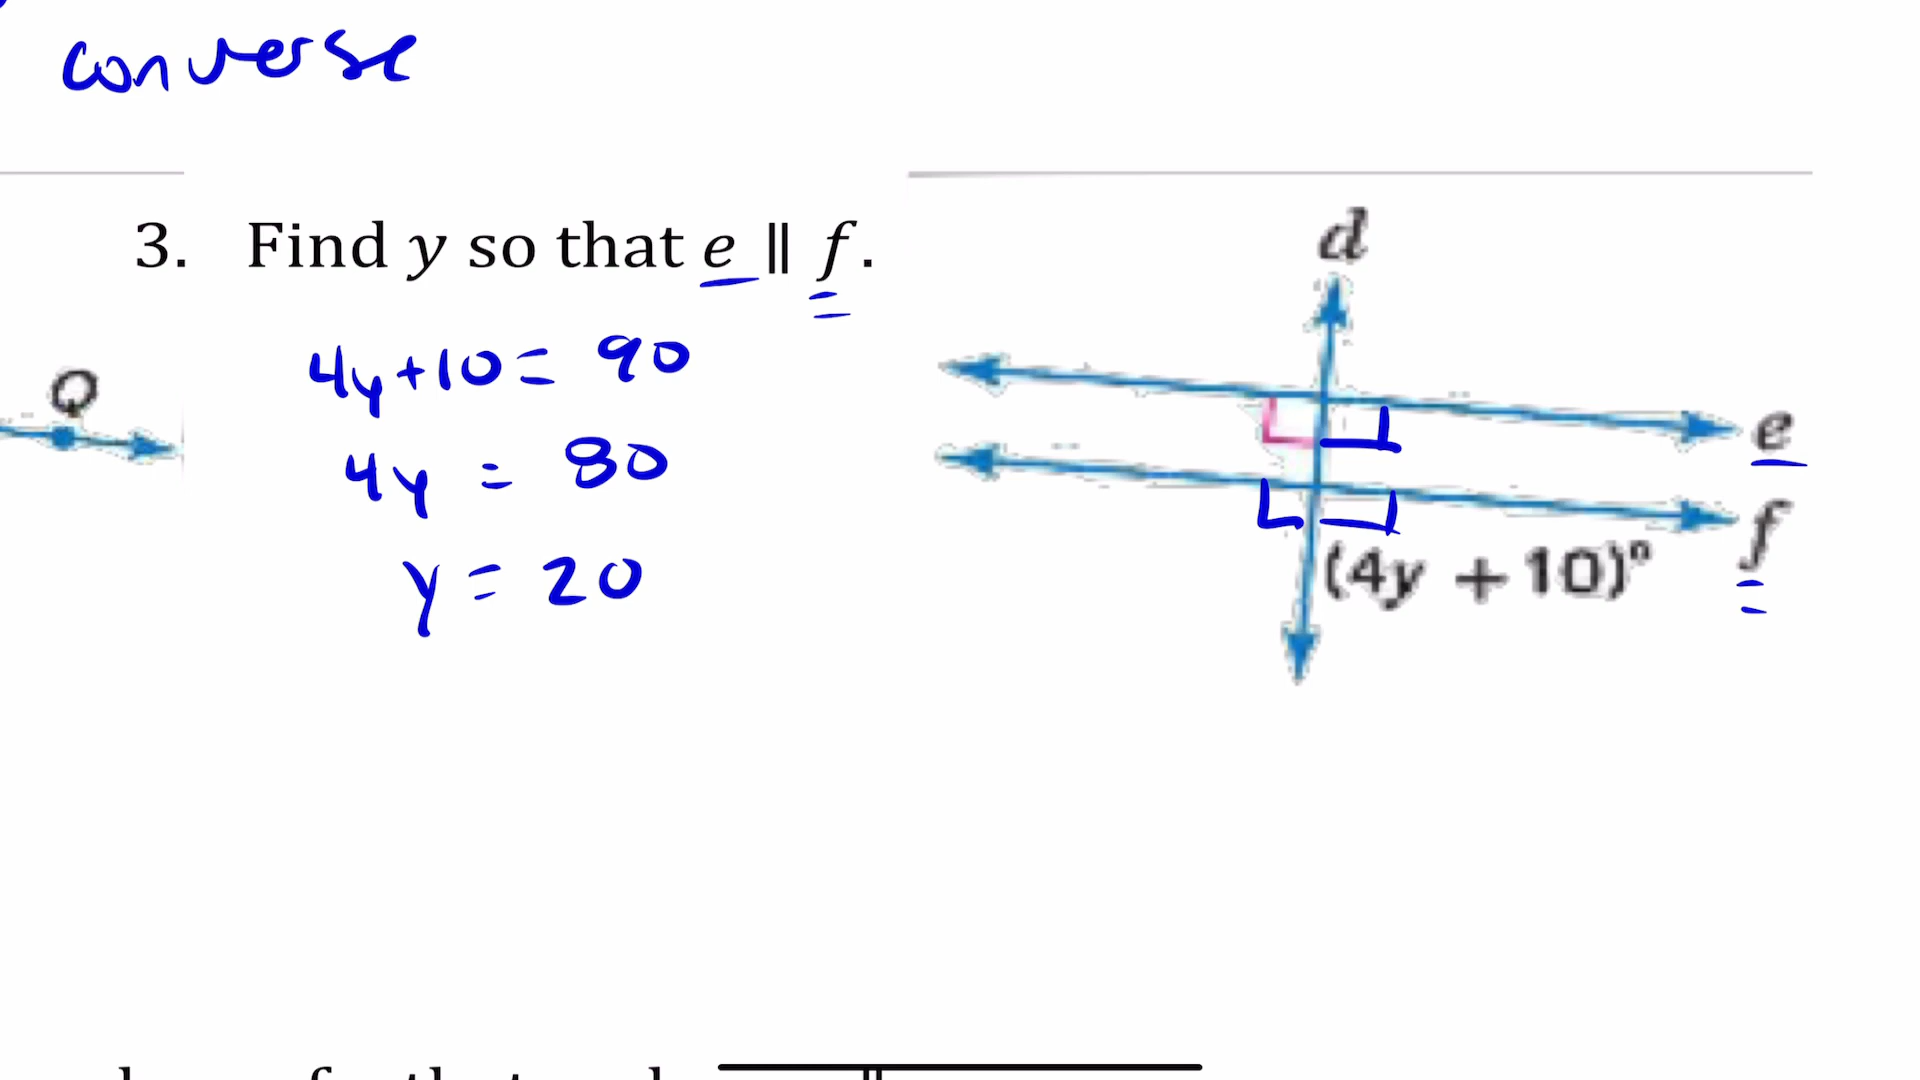 converse
3. Find y so that e ∥ f.
d
4y+10 = 90
Q
e
4y = 80
f
(4y + 10)°
y = 20